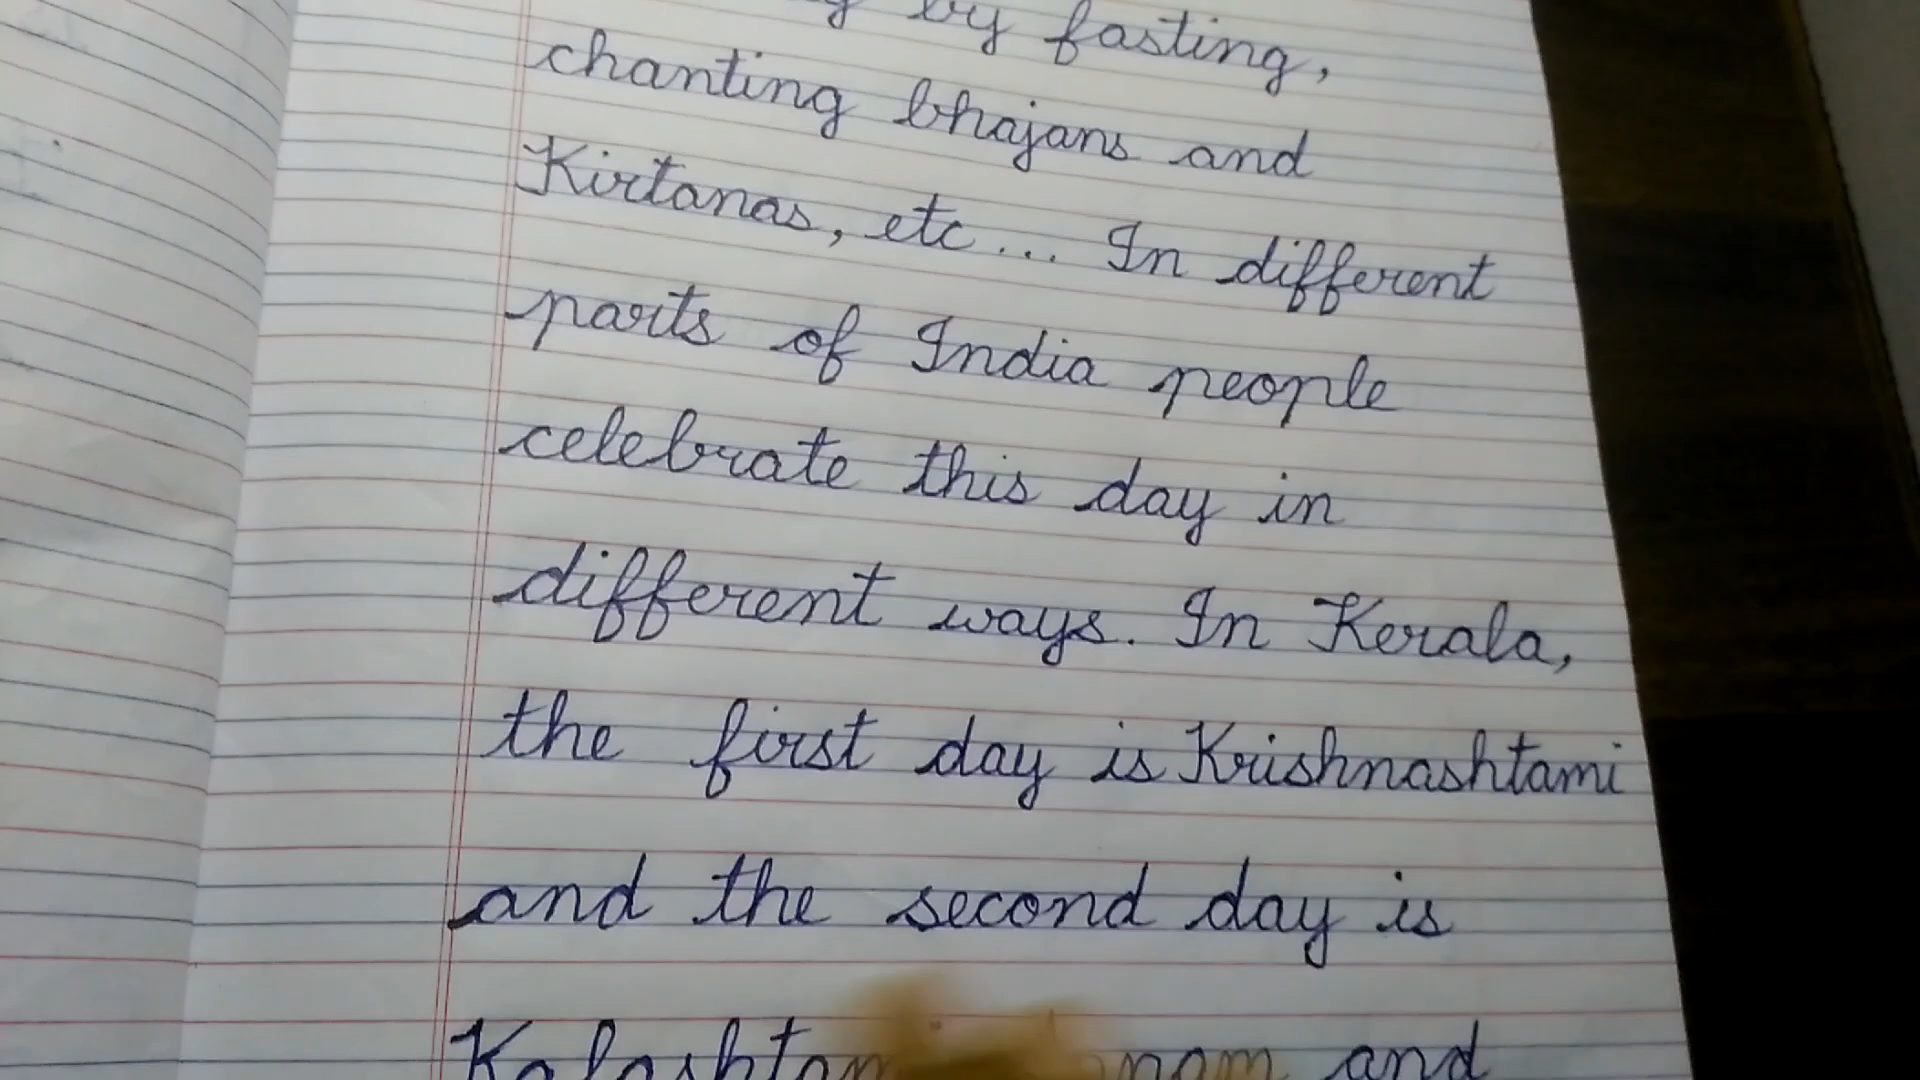 by fasting,
chanting bhajans and
Kirtanas, etc... In different
parts of India people
celebrate this day in
different ways. In Kerala,
the first day is Krishnashtami
and the second day is
and